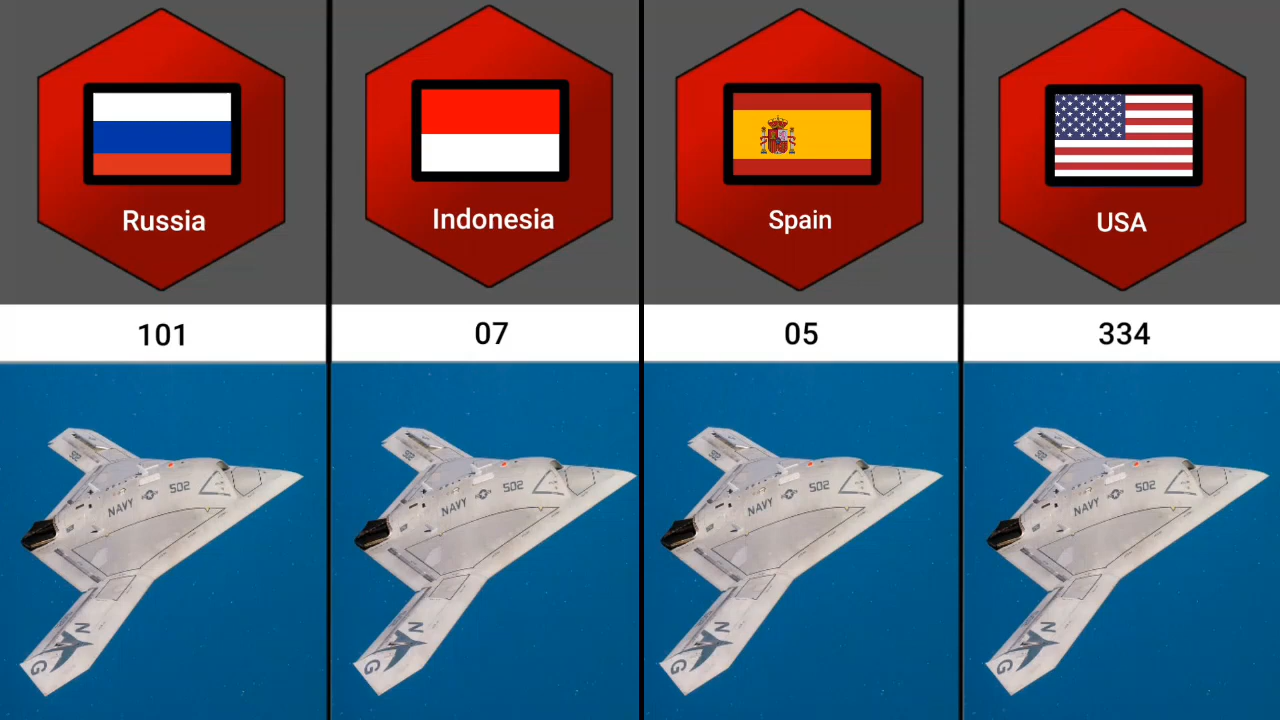 Russia
Indonesia
Spain
USA
101
07
05
334
NAVY
502
N
G
NAVY
502
N
G
NAVY
502
N
G
NAVY
502
N
G